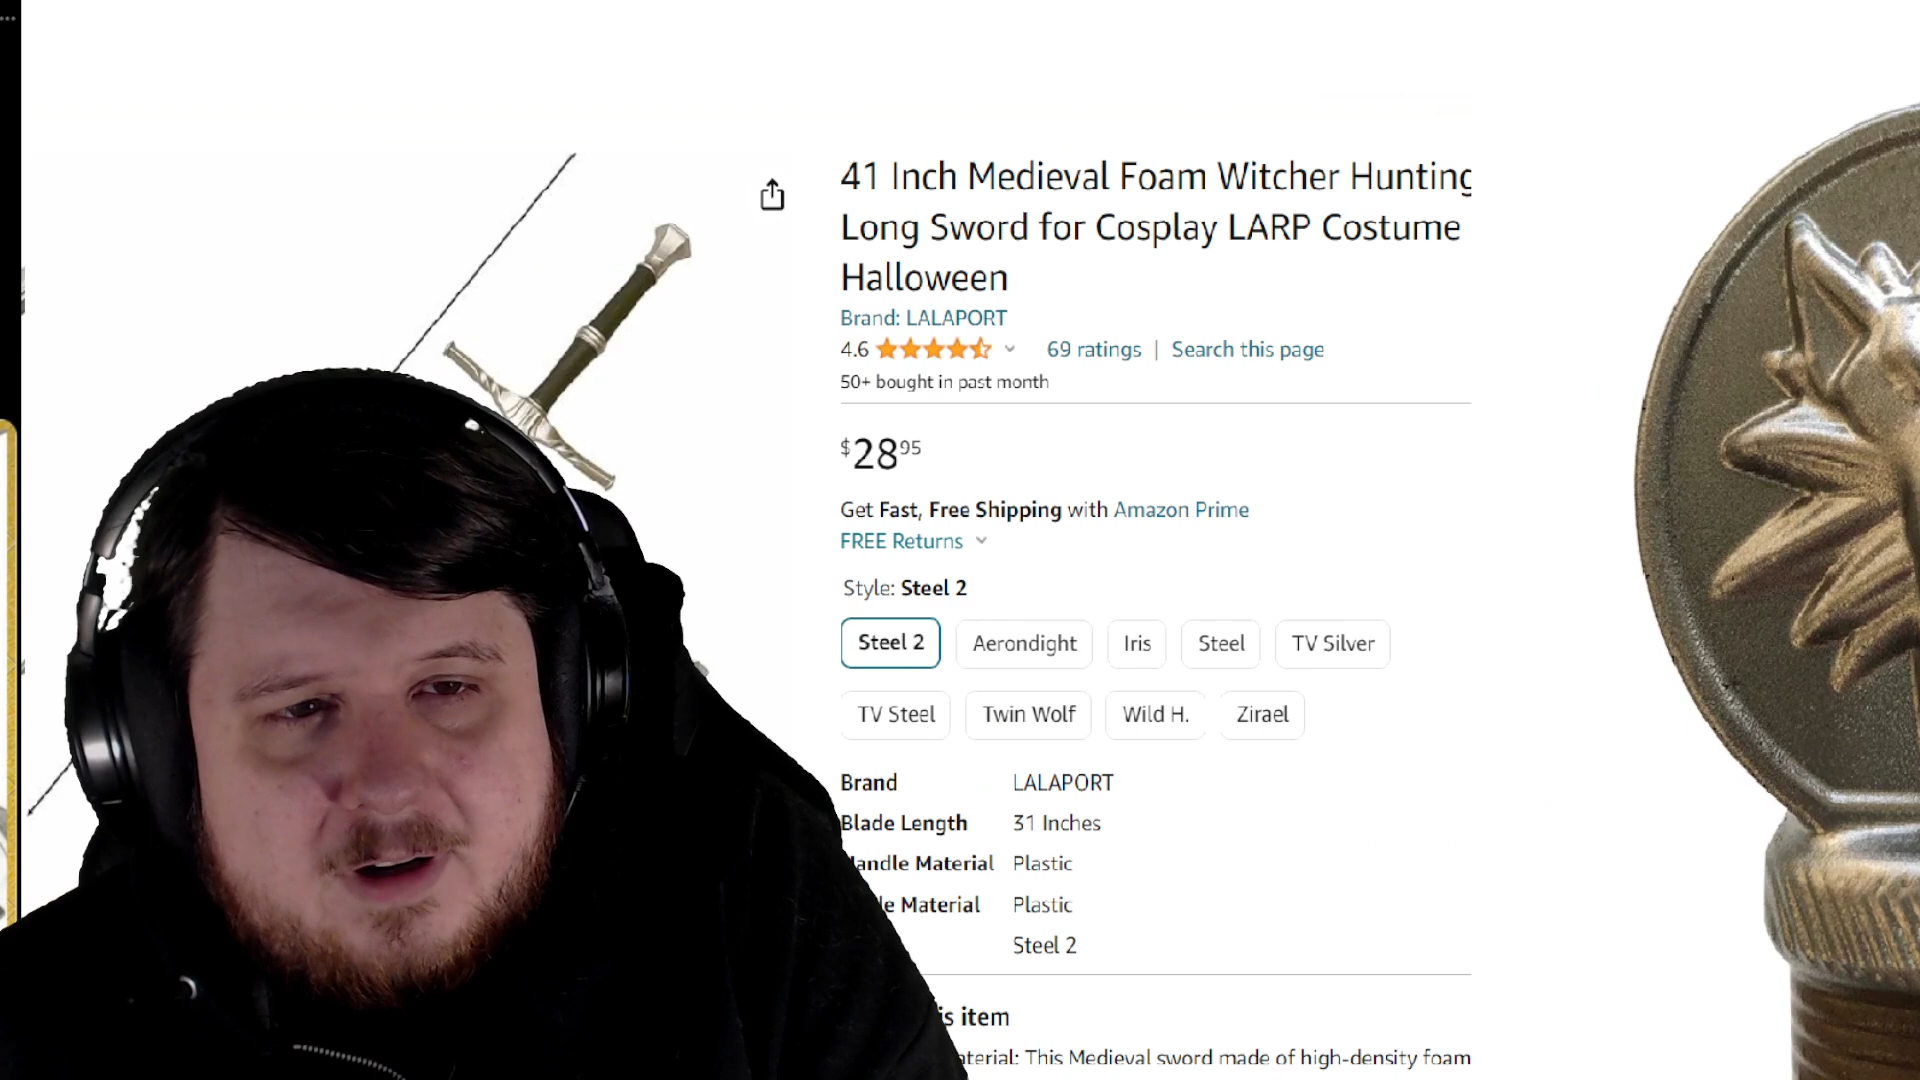 41 Inch Medieval Foam Witcher Hunting
Long Sword for Cosplay LARP Costume
Halloween
Brand: LALAPORT
4.6 69 ratings | Search this page
50+ bought in past month
$28 95
Get Fast, Free Shipping with Amazon Prime
FREE Returns
Style: Steel 2
Steel 2 Aerondight Iris Steel TV Silver
TV Steel Twin Wolf Wild H. Zirael
Brand LALAPORT
Blade Length 31 Inches
Handle Material Plastic
Material Plastic
Steel 2
item
This Medieval sword made of high-density foam